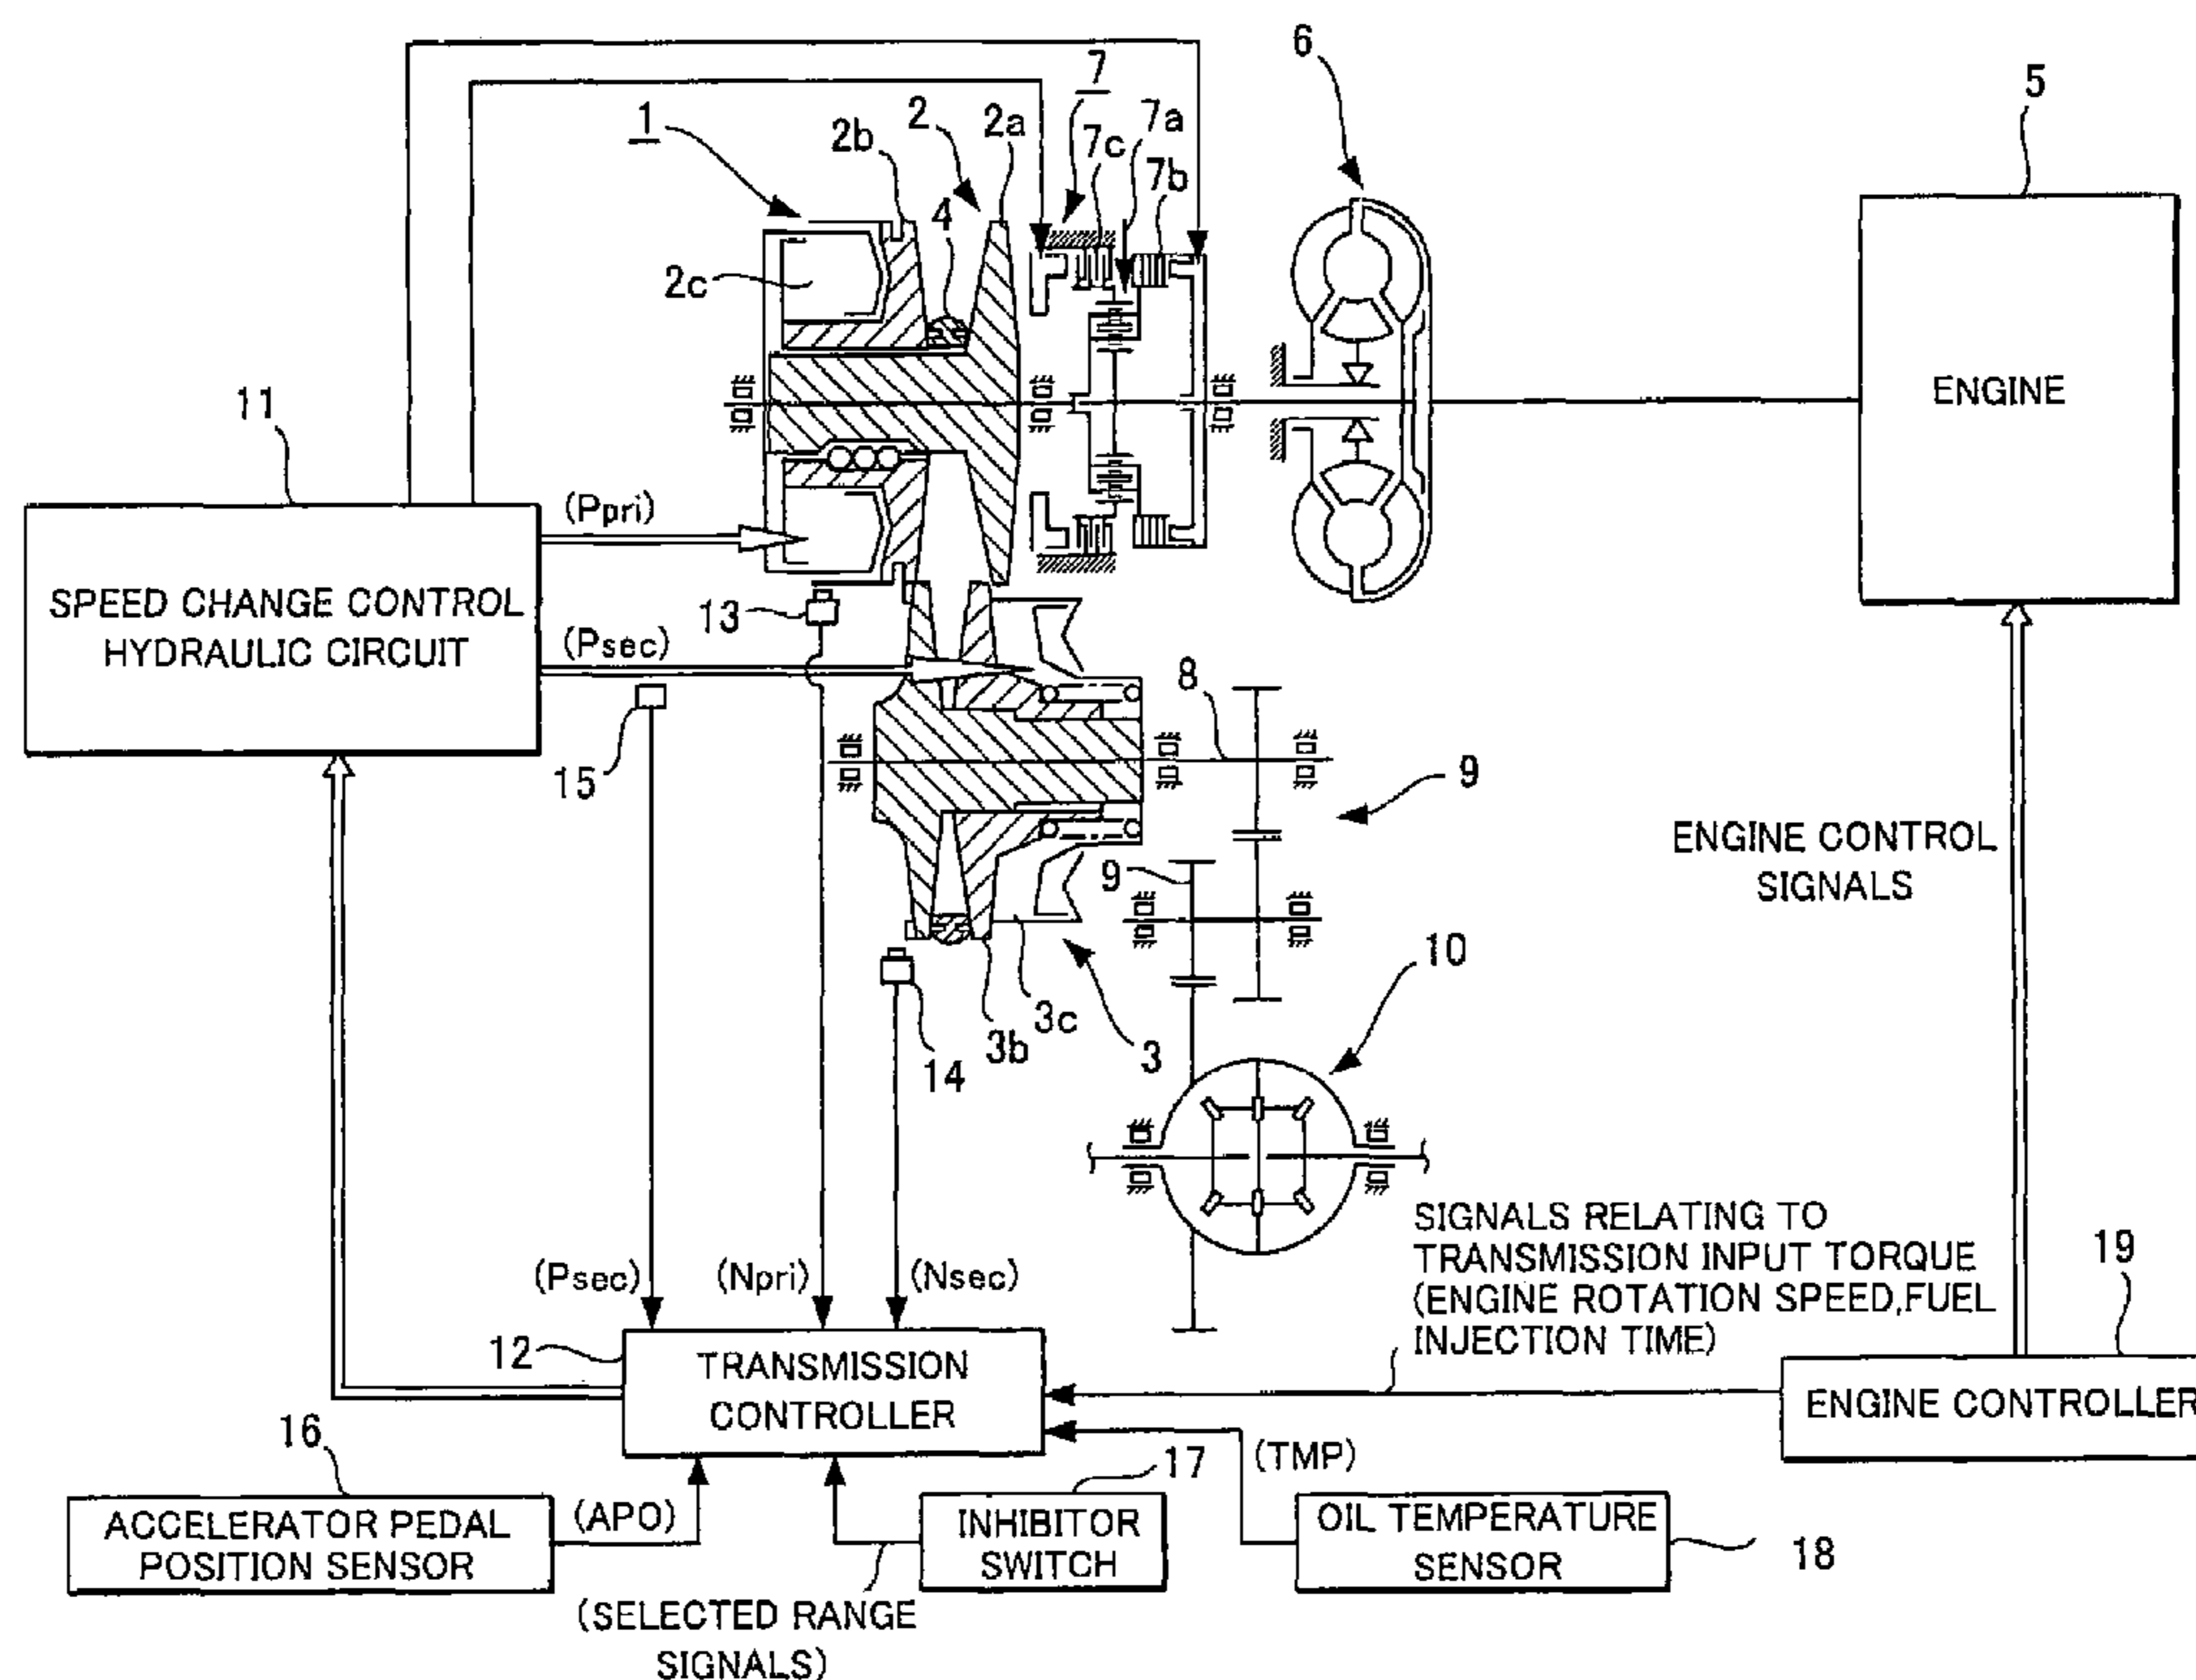 6
7
5
1
2b
2
2a
7c
7a
7b
4
2c
ENGINE
11
(Ppri)
SPEED CHANGE CONTROL
HYDRAULIC CIRCUIT
13
(Psec)
8
15
9
ENGINE CONTROL
SIGNALS
9
10
3c
3b
3
14
SIGNALS RELATING TO
TRANSMISSION INPUT TORQUE
(ENGINE ROTATION SPEED,FUEL
INJECTION TIME)
19
(Psec)
(Npri)
(Nsec)
12
TRANSMISSION
CONTROLLER
ENGINE CONTROLLER
16
17
(TMP)
ACCELERATOR PEDAL
POSITION SENSOR
(APO)
INHIBITOR
SWITCH
OIL TEMPERATURE
SENSOR
18
(SELECTED RANGE
SIGNALS)